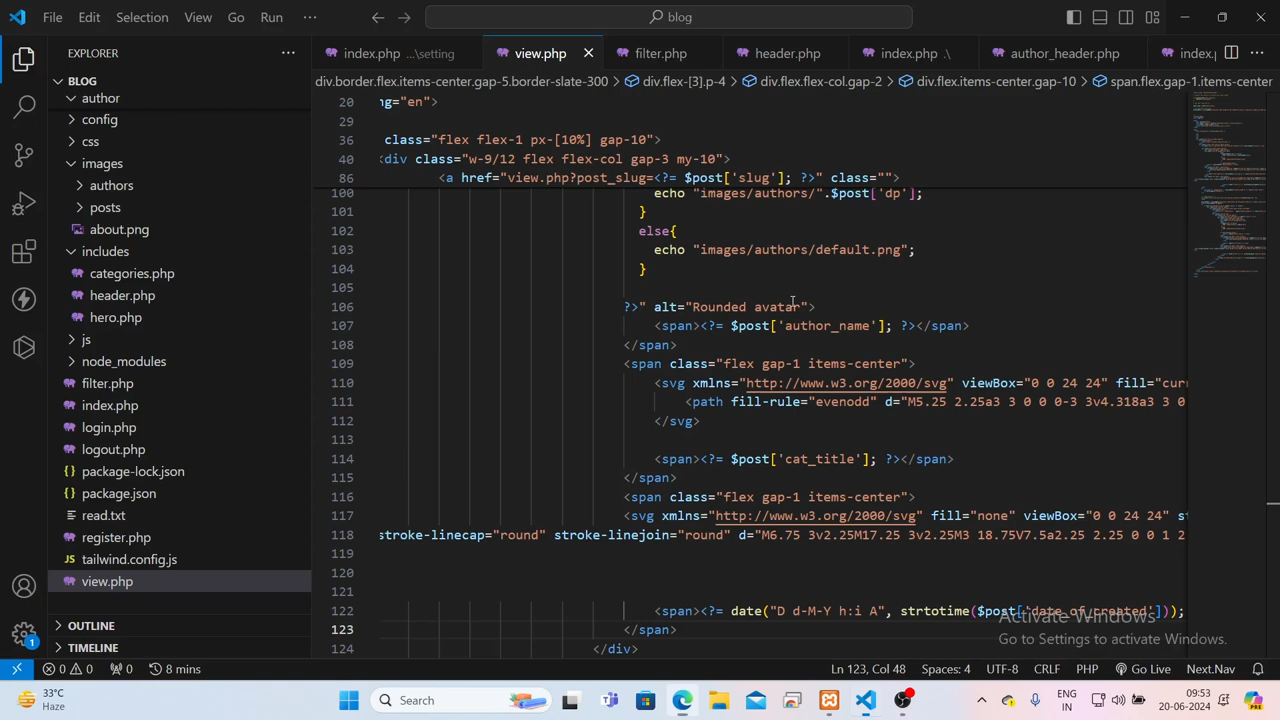 File Edit Selection View Go Run ··· blog
EXPLORER
BLOG
author
config
css
images
authors
posts
about.png
includes
categories.php
header.php
hero.php
js
node_modules
filter.php
index.php
login.php
logout.php
package-lock.json
package.json
read.txt
register.php
tailwind.config.js
view.php
OUTLINE
TIMELINE
index.php ...\setting view.php filter.php header.php index.php .\ author_header.php index.p
div.border.flex.items-center.gap-5.border-slate-300 div.flex-[3].p-4 div.flex.flex-col.gap-2 div.flex.items-center.gap-10 span.flex.gap-1.items-center
20 ng="en">
29
36 class="flex flex-1 px-[10%] gap-10">
46 <div class="w-9/12 flex flex-col gap-3 my-10">
86 a href="view.php?post_slug=<?= $post['slug']; ?>" class="">
100 echo "images/authors/".$post['dp'];
101 }
102 else{
103 echo "images/authors/default.png";
104 }
105
106 ?>" alt="Rounded avatar">
107 <span><?= $post['author_name']; ?></span>
108 </span>
109 <span class="flex gap-1 items-center">
110 <svg xmlns="http://www.w3.org/2000/svg" viewBox="0 0 24 24" fill="curr
111 <path fill-rule="evenodd" d="M5.25 2.25a3 3 0 0 0-3 3v4.318a3 3 0
112 </svg>
113
114 <span><?= $post['cat_title']; ?></span>
115 </span>
116 <span class="flex gap-1 items-center">
117 <svg xmlns="http://www.w3.org/2000/svg" fill="none" viewBox="0 0 24 24" st
118 stroke-linecap="round" stroke-linejoin="round" d="M6.75 3v2.25M17.25 3v2.25M3 18.75V7.5a2.25 2.25 0 0 1 2
119
120
121
122 <span><?= date("D d-M-Y h:i A", strtotime($post['date_of_created']));
123 </span>
124 </div>
Activate Windows
Go to Settings to activate Windows.
0 0 0 8 mins Ln 123, Col 48 Spaces: 4 UTF-8 CRLF PHP Go Live Next.Nav
1
33°C
Haze
Search
ENG
IN
09:53
20-06-2024
PRE